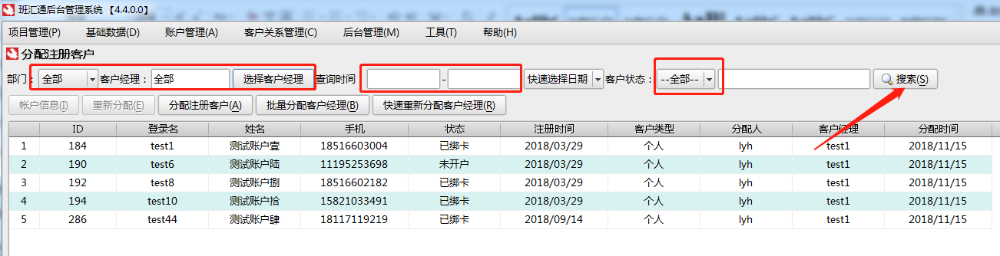 班汇通后台管理系统 【4.4.0.0】
项目管理(P) 基础数据(D) 账户管理(A) 客户关系管理(C) 后台管理(M) 工具(T) 帮助(H)
分配注册客户
部门： 全部 客户经理： 全部 选择客户经理 查询时间 - 快速选择日期 客户状态： --全部-- 搜索(S)
帐户信息(I) 重新分配(E) 分配注册客户(A) 批量分配客户经理(B) 快速重新分配客户经理(R)
ID 登录名 姓名 手机 状态 注册时间 客户类型 分配人 客户经理 分配时间
1 184 test1 测试账户壹 18516603004 已绑卡 2018/03/29 个人 lyh test1 2018/11/15
2 190 test6 测试账户陆 11195253698 未开户 2018/03/29 个人 lyh test1 2018/11/15
3 192 test8 测试账户捌 18516602182 已绑卡 2018/03/29 个人 lyh test1 2018/11/15
4 194 test10 测试账户拾 15821033491 已绑卡 2018/03/29 个人 lyh test1 2018/11/15
5 286 test44 测试账户肆 18117119219 已绑卡 2018/09/14 个人 lyh test1 2018/11/15